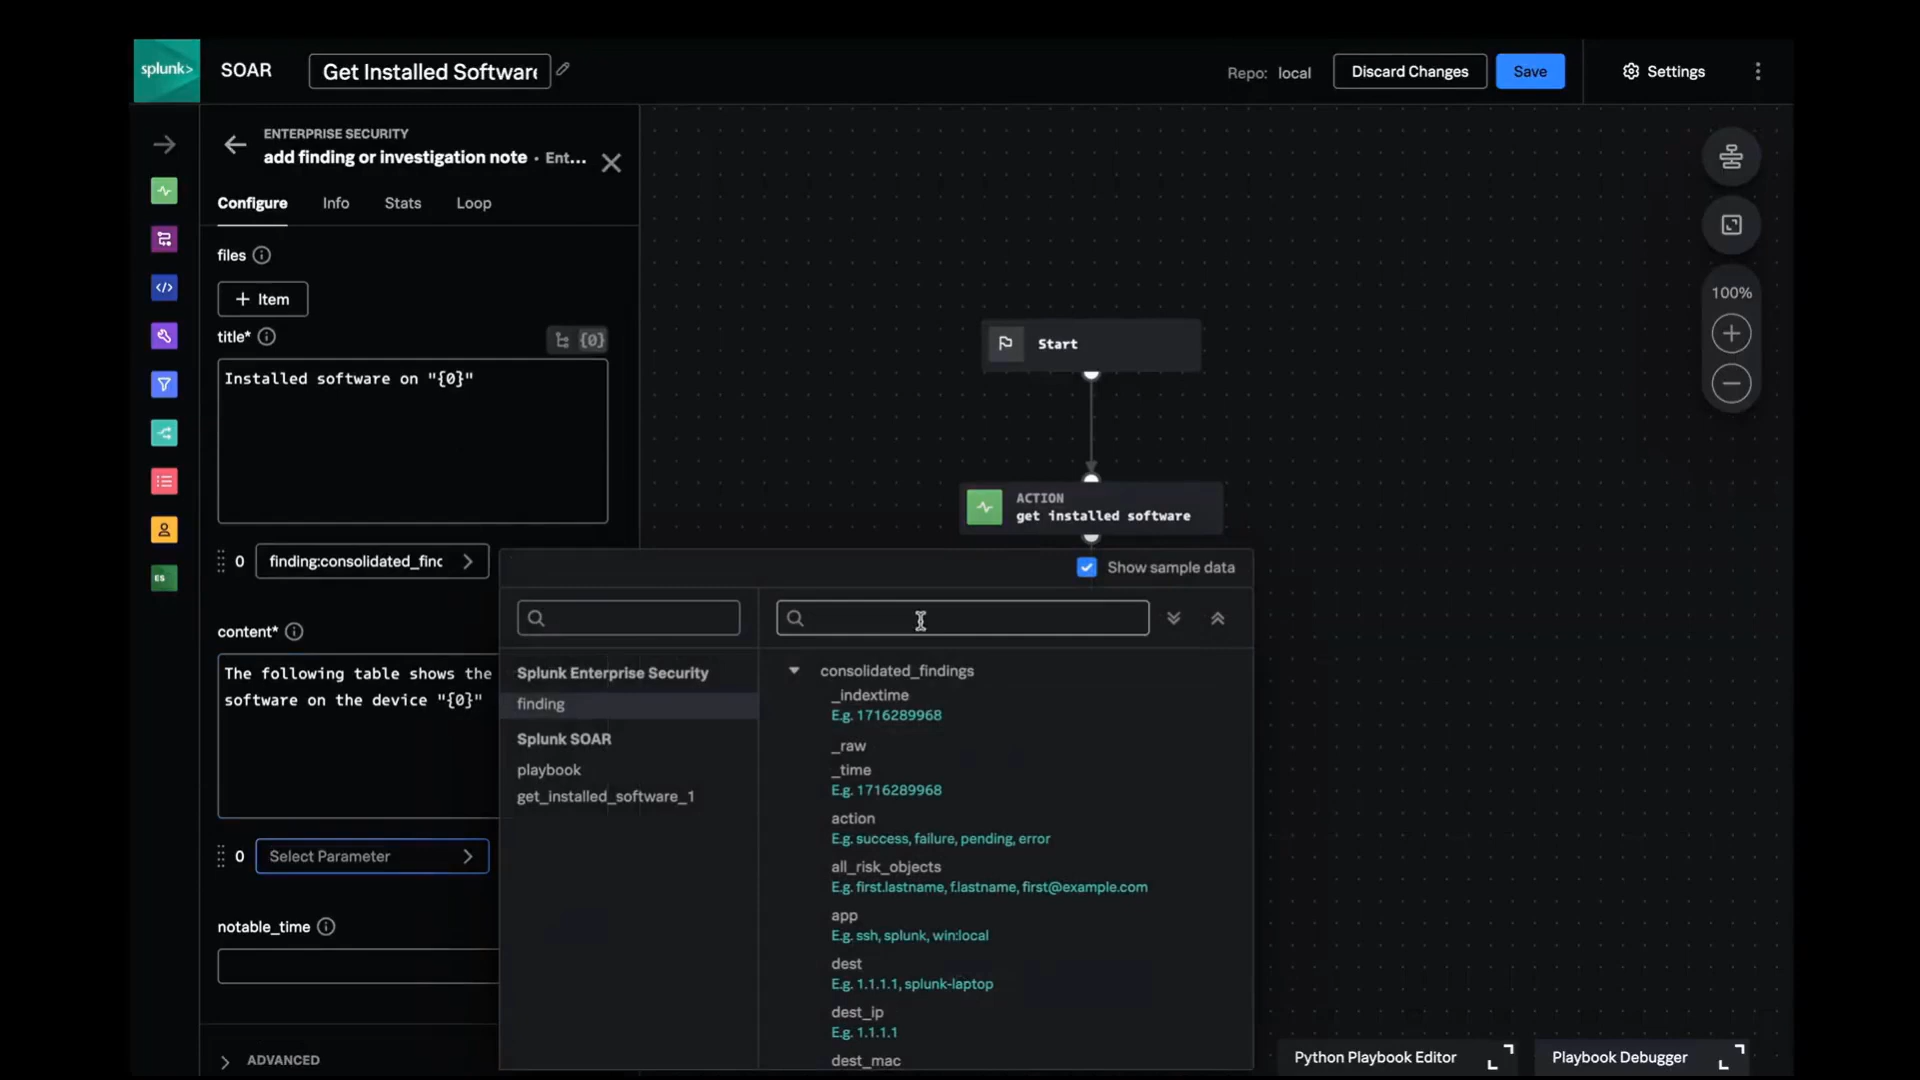 splunk>
SOAR
Get Installed Software
Repo: local
Discard Changes
Save
Settings
ENTERPRISE SECURITY
add finding or investigation note • Ent...
Configure
Info
Stats
Loop
files
+ Item
title*
{0}
Installed software on "{0}"
0
finding:consolidated_finc
content*
The following table shows the
software on the device "{0}"
0
Select Parameter
notable_time
ADVANCED
ES
Start
ACTION
get installed software
100%
Show sample data
Splunk Enterprise Security
finding
Splunk SOAR
playbook
get_installed_software_1
consolidated_findings
_indextime
E.g. 1716289968
_raw
_time
E.g. 1716289968
action
E.g. success, failure, pending, error
all_risk_objects
E.g. first.lastname, f.lastname, first@example.com
app
E.g. ssh, splunk, win:local
dest
E.g. 1.1.1.1, splunk-laptop
dest_ip
E.g. 1.1.1.1
dest_mac
Python Playbook Editor
Playbook Debugger